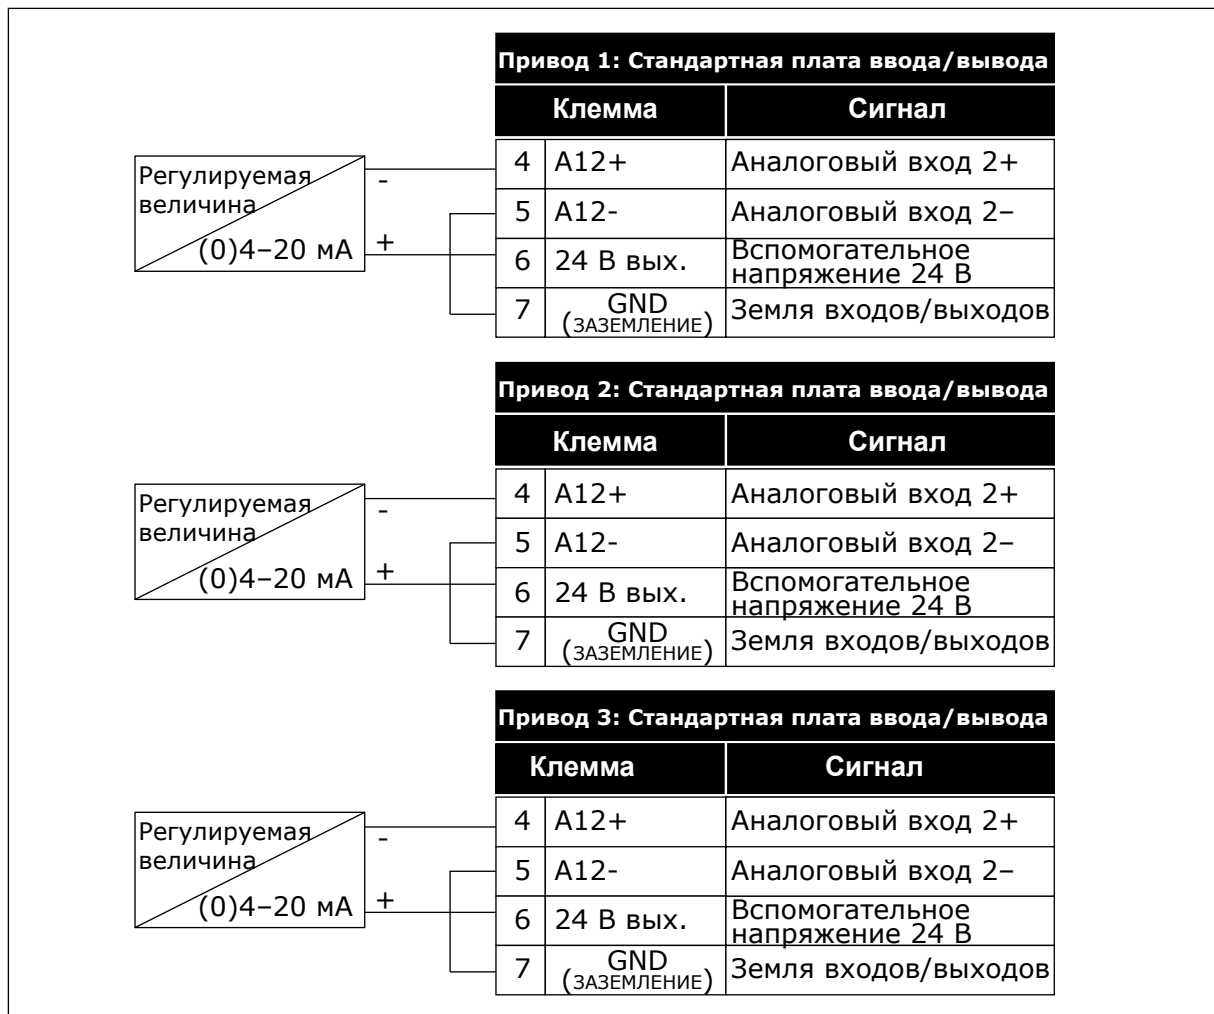 Привод 1: Стандартная плата ввода/вывода
Клемма Сигнал
Регулируемая
величина
(0)4–20 мА
-
+
4 A12+ Аналоговый вход 2+
5 A12- Аналоговый вход 2–
6 24 В вых. Вспомогательное
напряжение 24 В
7 GND
(ЗАЗЕМЛЕНИЕ) Земля входов/выходов
Привод 2: Стандартная плата ввода/вывода
Клемма Сигнал
Регулируемая
величина
(0)4–20 мА
-
+
4 A12+ Аналоговый вход 2+
5 A12- Аналоговый вход 2–
6 24 В вых. Вспомогательное
напряжение 24 В
7 GND
(ЗАЗЕМЛЕНИЕ) Земля входов/выходов
Привод 3: Стандартная плата ввода/вывода
Клемма Сигнал
Регулируемая
величина
(0)4–20 мА
-
+
4 A12+ Аналоговый вход 2+
5 A12- Аналоговый вход 2–
6 24 В вых. Вспомогательное
напряжение 24 В
7 GND
(ЗАЗЕМЛЕНИЕ) Земля входов/выходов